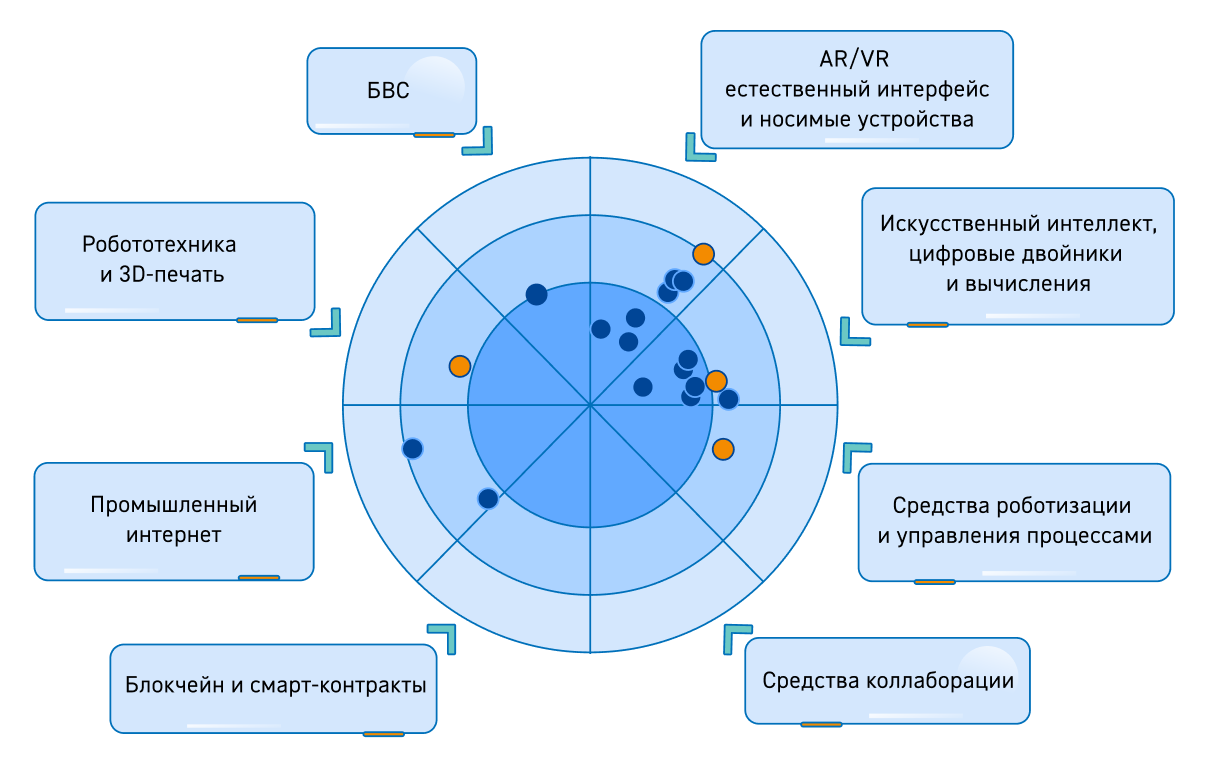 БВС
AR/VR
естественный интерфейс
и носимые устройства
Робототехника
и 3D-печать
Искусственный интеллект,
цифровые двойники
и вычисления
Промышленный
интернет
Средства роботизации
и управления процессами
Блокчейн и смарт-контракты
Средства коллаборации